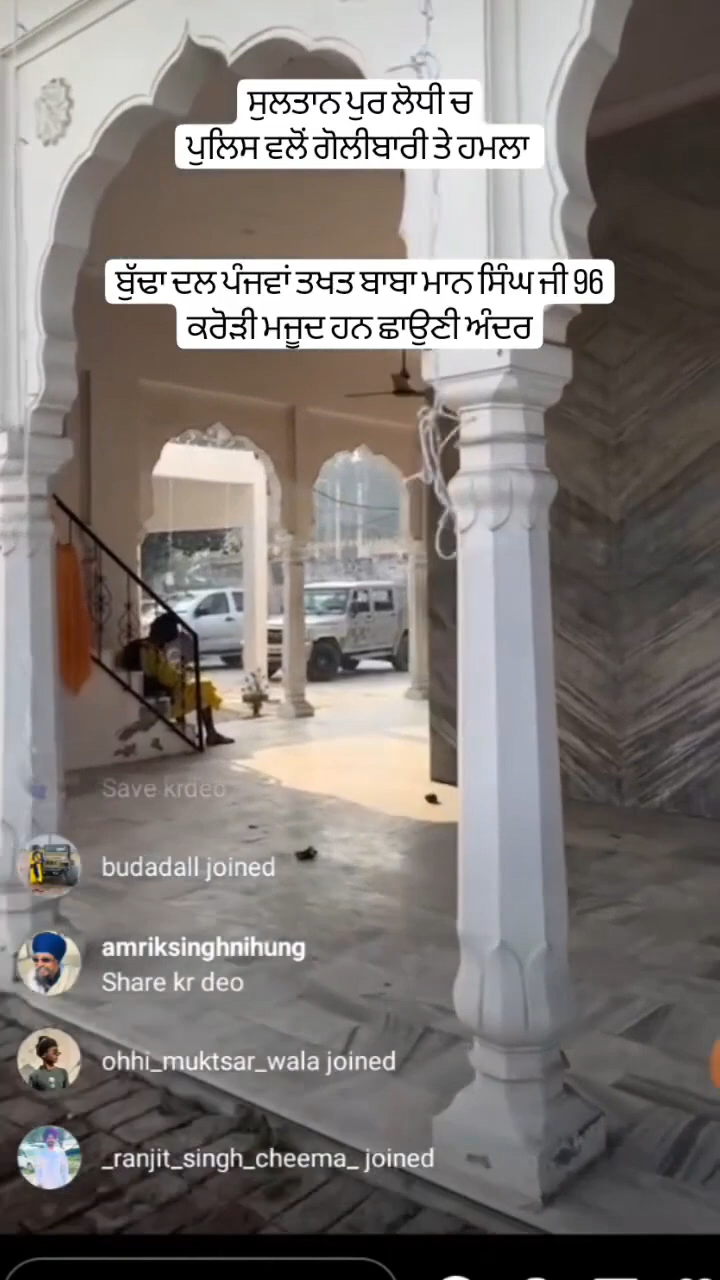 ਸੁਲਤਾਨ ਪੁਰ ਲੋਧੀ ਚ
ਪੁਲਿਸ ਵਲੋਂ ਗੋਲੀਬਾਰੀ ਤੇ ਹਮਲਾ
ਬੁੱਢਾ ਦਲ ਪੰਜਵਾਂ ਤਖਤ ਬਾਬਾ ਮਾਨ ਸਿੰਘ ਜੀ 96
ਕਰੋੜੀ ਮਜੂਦ ਹਨ ਛਾਉਣੀ ਅੰਦਰ
Save krdeo
budadall joined
amriksinghnihung
Share kr deo
ohhi_muktsar_wala joined
_ranjit_singh_cheema_ joined